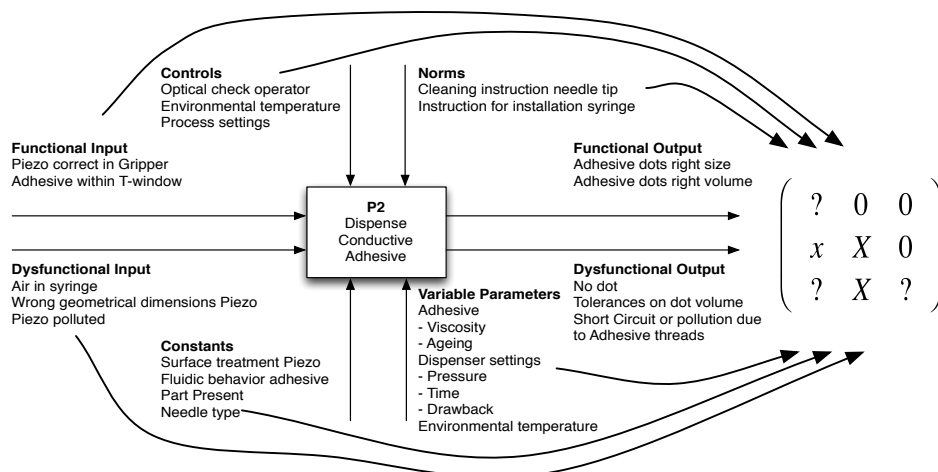 Controls
Optical check operator
Environmental temperature
Process settings
Norms
Cleaning instruction needle tip
Instruction for installation syringe
Functional Input
Piezo correct in Gripper
Adhesive within T-window
Functional Output
Adhesive dots right size
Adhesive dots right volume
P2
Dispense
Conductive
Adhesive
? 0 0
x X 0
? X ?
Dysfunctional Input
Air in syringe
Wrong geometrical dimensions Piezo
Piezo polluted
Dysfunctional Output
No dot
Tolerances on dot volume
Short Circuit or pollution due
to Adhesive threads
Constants
Surface treatment Piezo
Fluidic behavior adhesive
Part Present
Needle type
Variable Parameters
Adhesive
- Viscosity
- Ageing
Dispenser settings
- Pressure
- Time
- Drawback
Environmental temperature